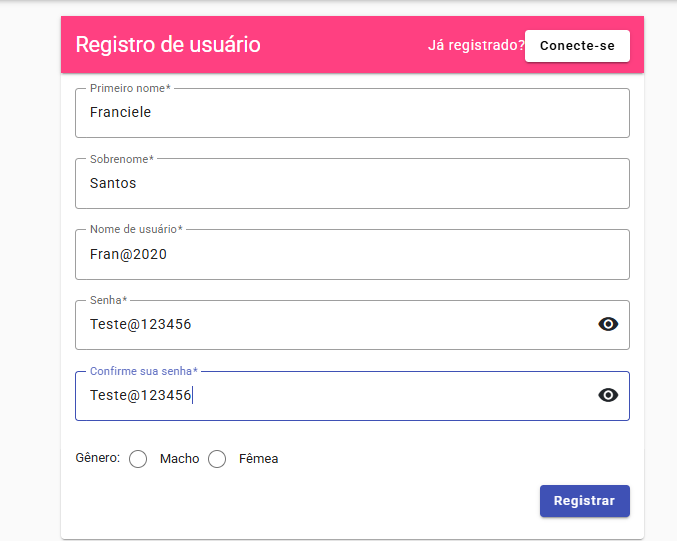 Registro de usuário
Já registrado? Conecte-se
Primeiro nome*
Franciele
Sobrenome*
Santos
Nome de usuário*
Fran@2020
Senha*
Teste@123456
Confirme sua senha*
Teste@123456
Gênero: Macho Fêmea
Registrar